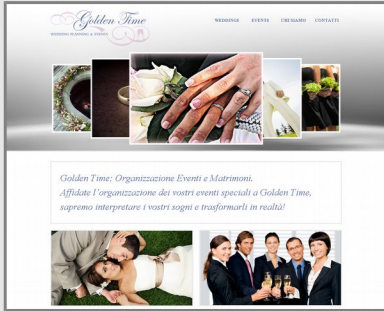 Golden Time
WEDDING PLANNING & EVENTS
WEDDINGS EVENTI CHI SIAMO CONTATTI
Golden Time: Organizzazione Eventi e Matrimoni.
Affidate l'organizzazione dei vostri eventi speciali a Golden Time,
sapremo interpretare i vostri sogni e trasformarli in realtà!